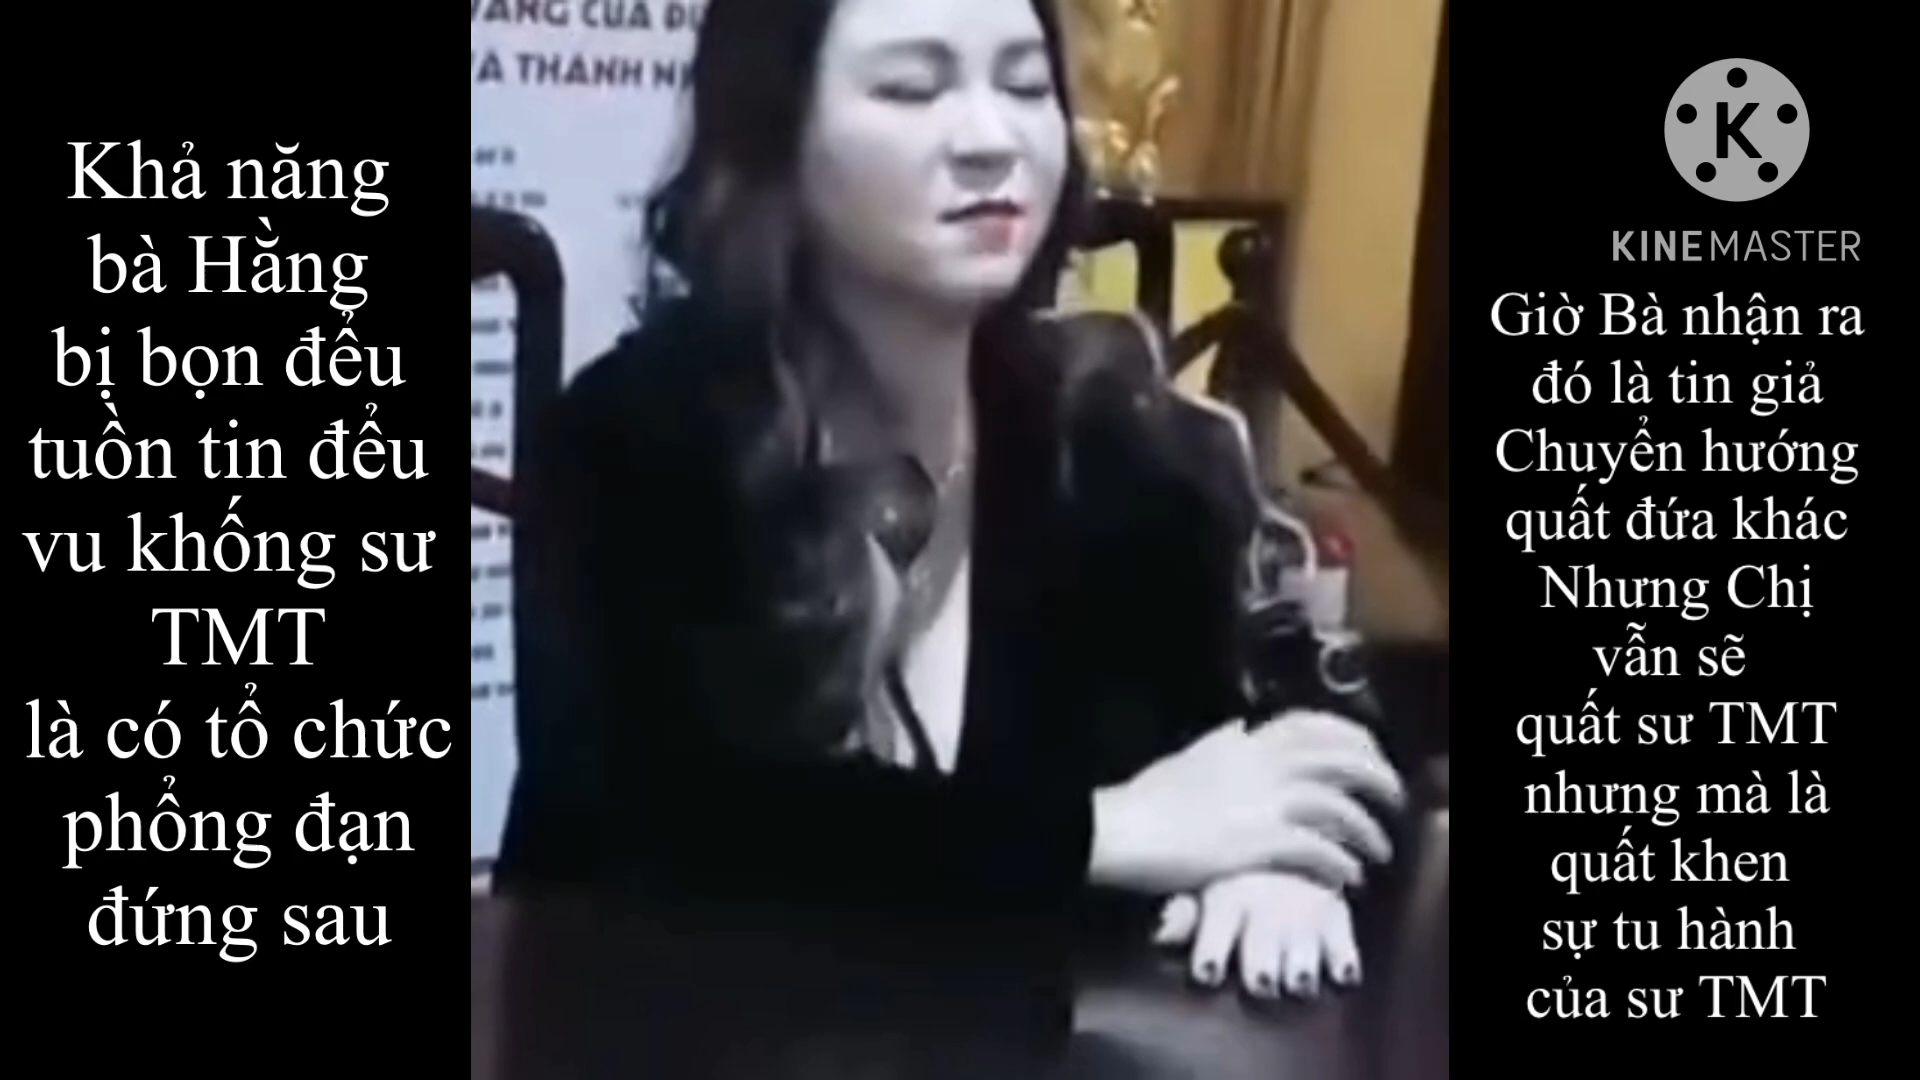 Khả năng
bà Hằng
bị bọn đểu
tuồn tin đểu
vu khống sư
TMT
là có tổ chức
phổng đạn
đứng sau
CỦA
THÀNH
KINEMASTER
Giờ Bà nhận ra
đó là tin giả
Chuyển hướng
quất đứa khác
Nhưng Chị
vẫn sẽ
quất sư TMT
nhưng mà là
quất khen
sự tu hành
của sư TMT